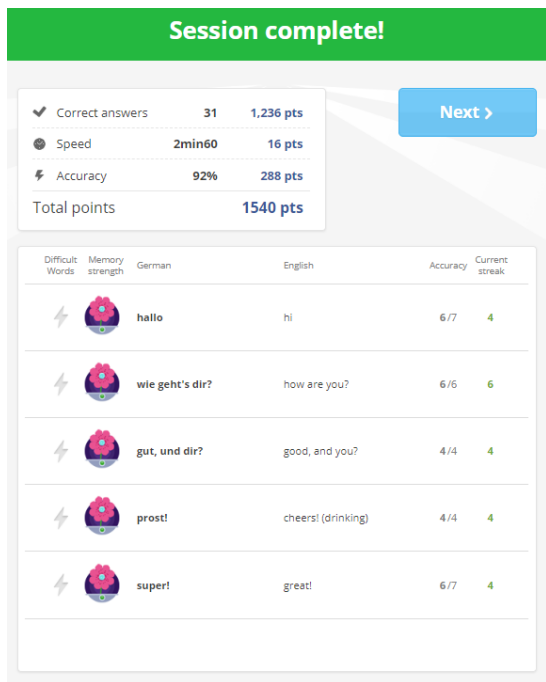 Session complete!
Correct answers 31 1,236 pts
Next
Speed 2min60 16 pts
Accuracy 92% 288 pts
Total points 1540 pts
Difficult Words Memory strength German English Accuracy Current streak
hallo hi 6/7 4
wie geht's dir? how are you? 6/6 6
gut, und dir? good, and you? 4/4 4
prost! cheers! (drinking) 4/4 4
super! great! 6/7 4